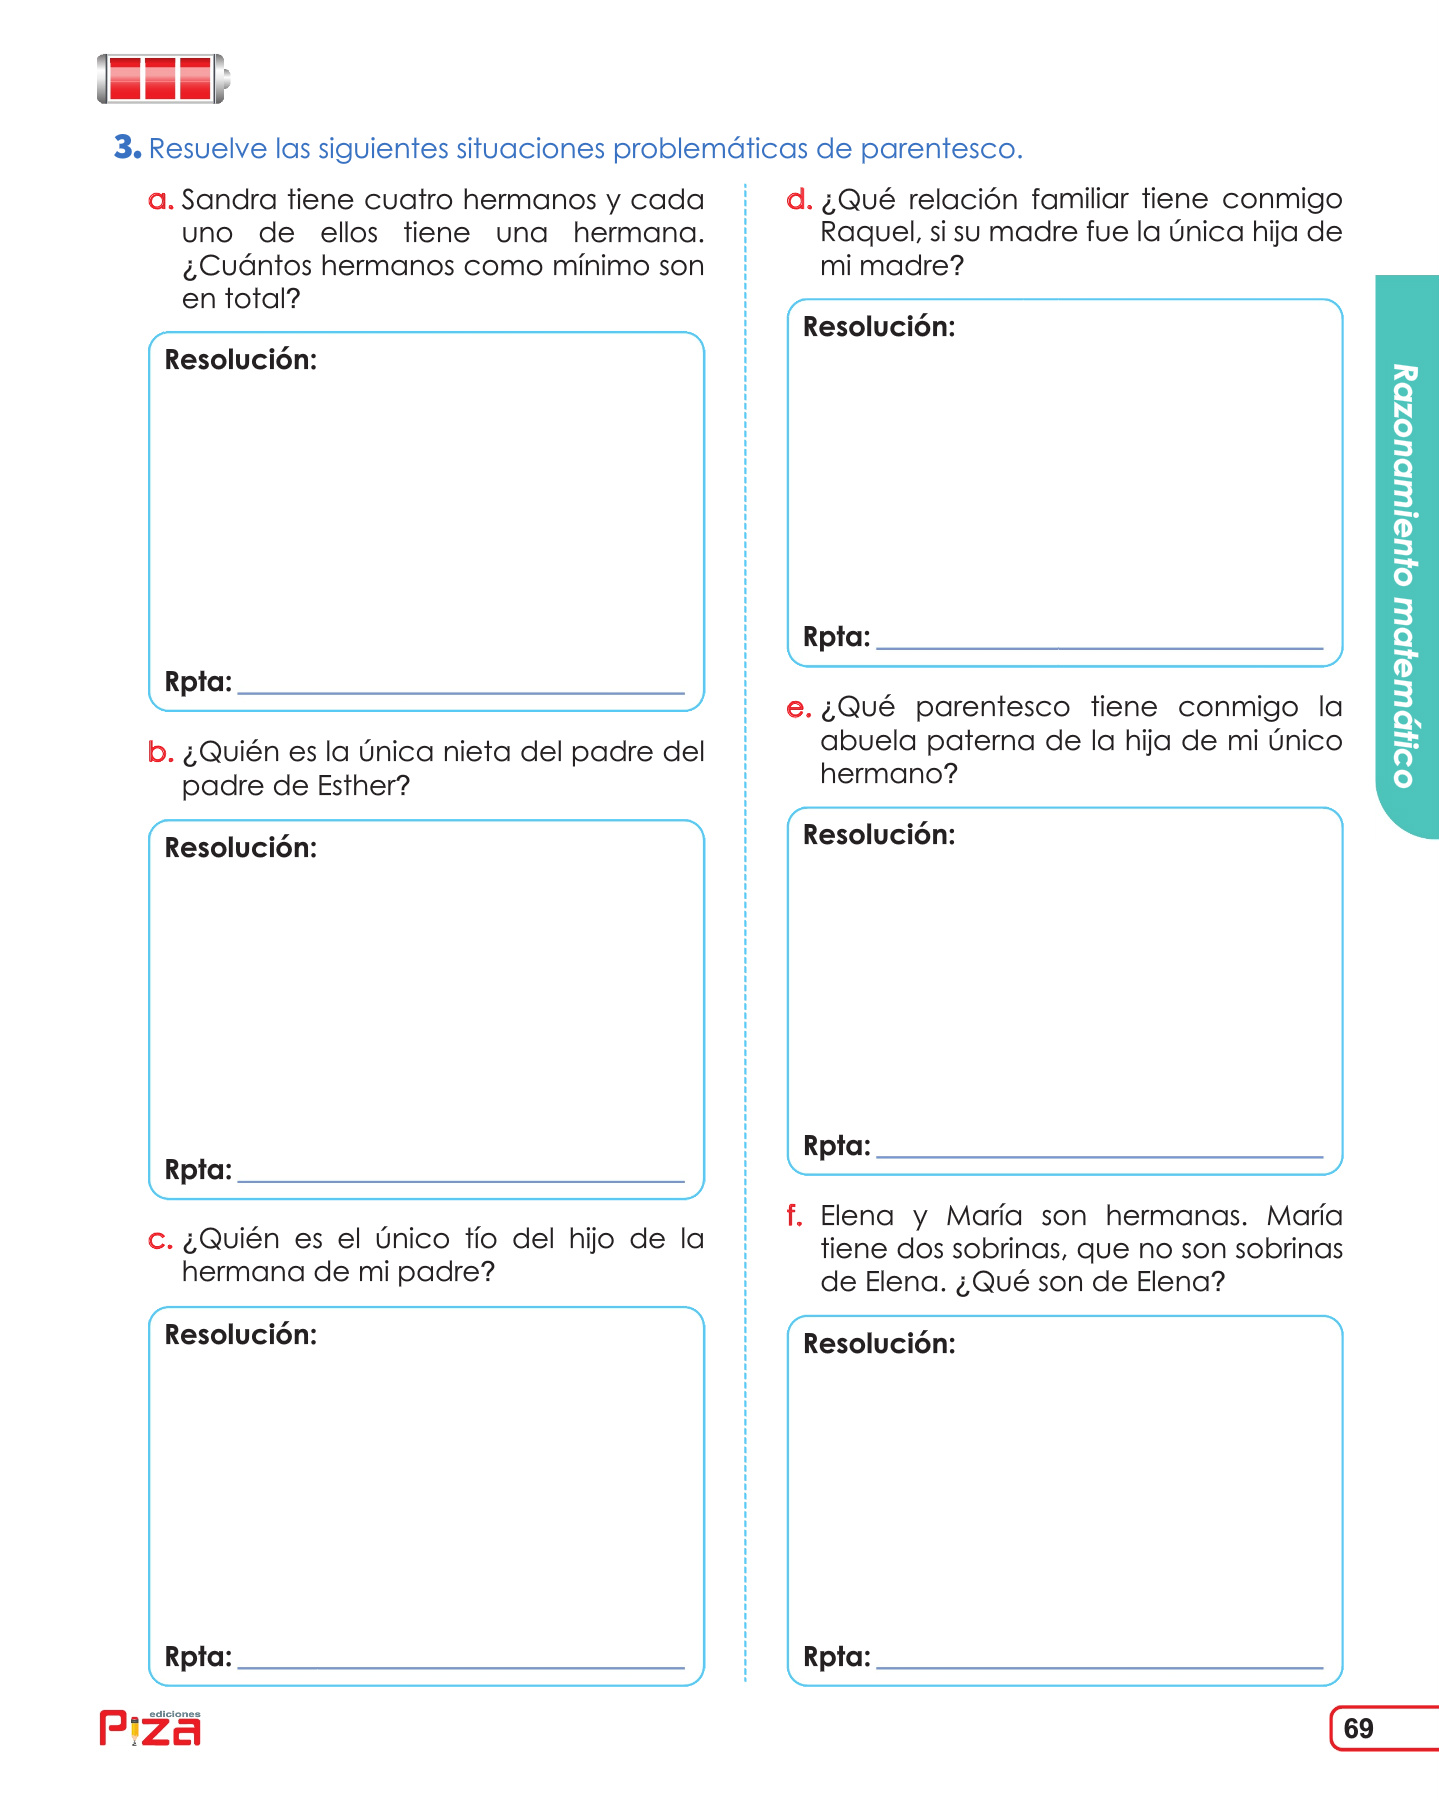 3. Resuelve las siguientes situaciones problemáticas de parentesco.
a. Sandra tiene cuatro hermanos y cada
uno de ellos tiene una hermana.
¿Cuántos hermanos como mínimo son
en total?
Resolución:
Rpta:
b. ¿Quién es la única nieta del padre del
padre de Esther?
Resolución:
Rpta:
c. ¿Quién es el único tío del hijo de la
hermana de mi padre?
Resolución:
Rpta:
d. ¿Qué relación familiar tiene conmigo
Raquel, si su madre fue la única hija de
mi madre?
Resolución:
Rpta:
e. ¿Qué parentesco tiene conmigo la
abuela paterna de la hija de mi único
hermano?
Resolución:
Rpta:
f. Elena y María son hermanas. María
tiene dos sobrinas, que no son sobrinas
de Elena. ¿Qué son de Elena?
Resolución:
Rpta:
Razonamiento matemático
ediciones
Piza
69